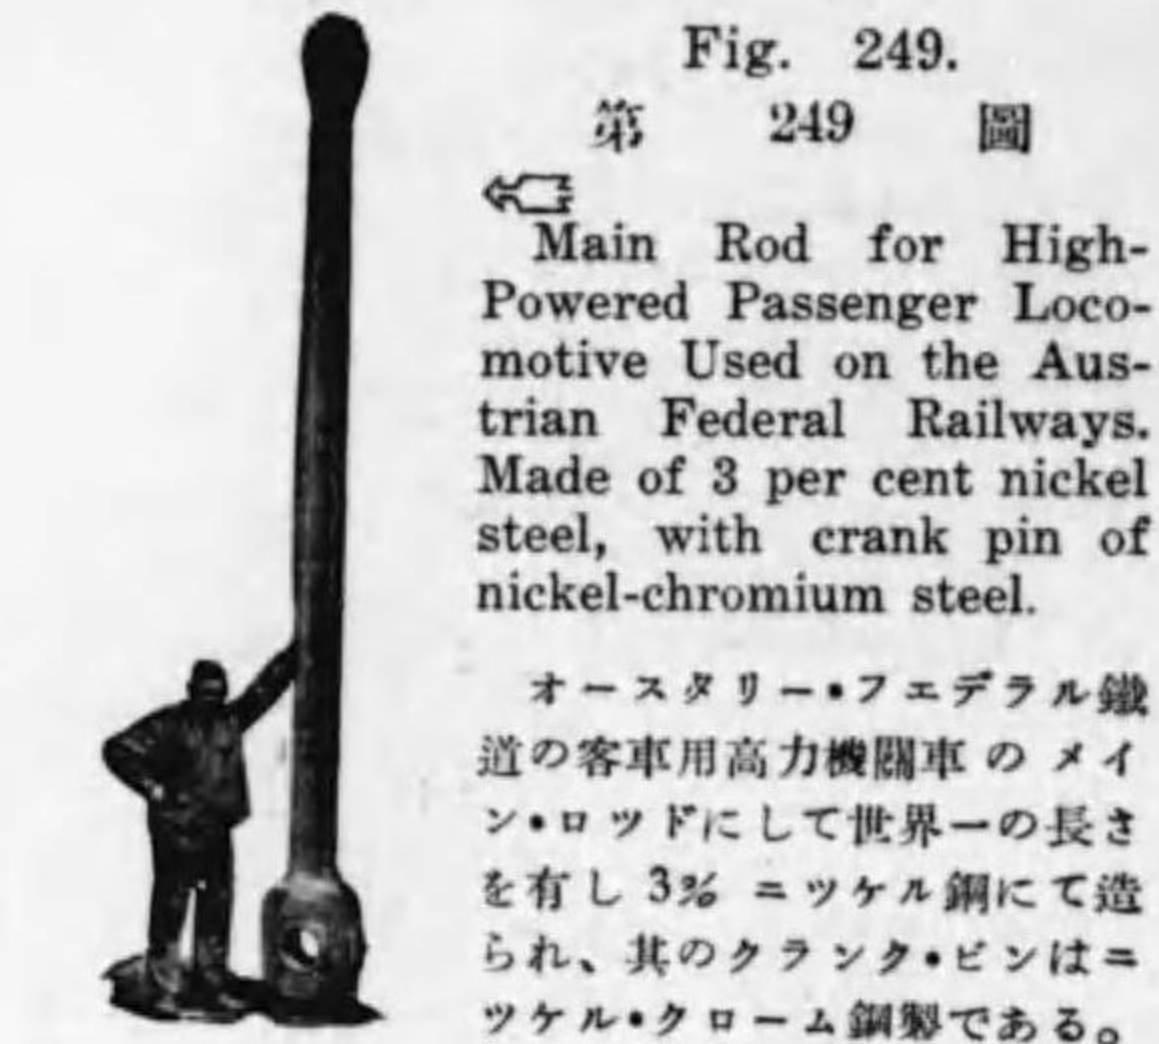 Fig. 249.
第 249 圖
Main Rod for High-
Powered Passenger Loco-
motive Used on the Aus-
trian Federal Railways.
Made of 3 per cent nickel
steel, with crank pin of
nickel-chromium steel.
オースタリー•フエデラル鐵
道の客車用高力機關車のメイ
ン•ロツドにして世界一の長さ
を有し 3% ニツケル鋼にて造
られ、其のクランク•ピンはニ
ツケル•クローム鋼製である。